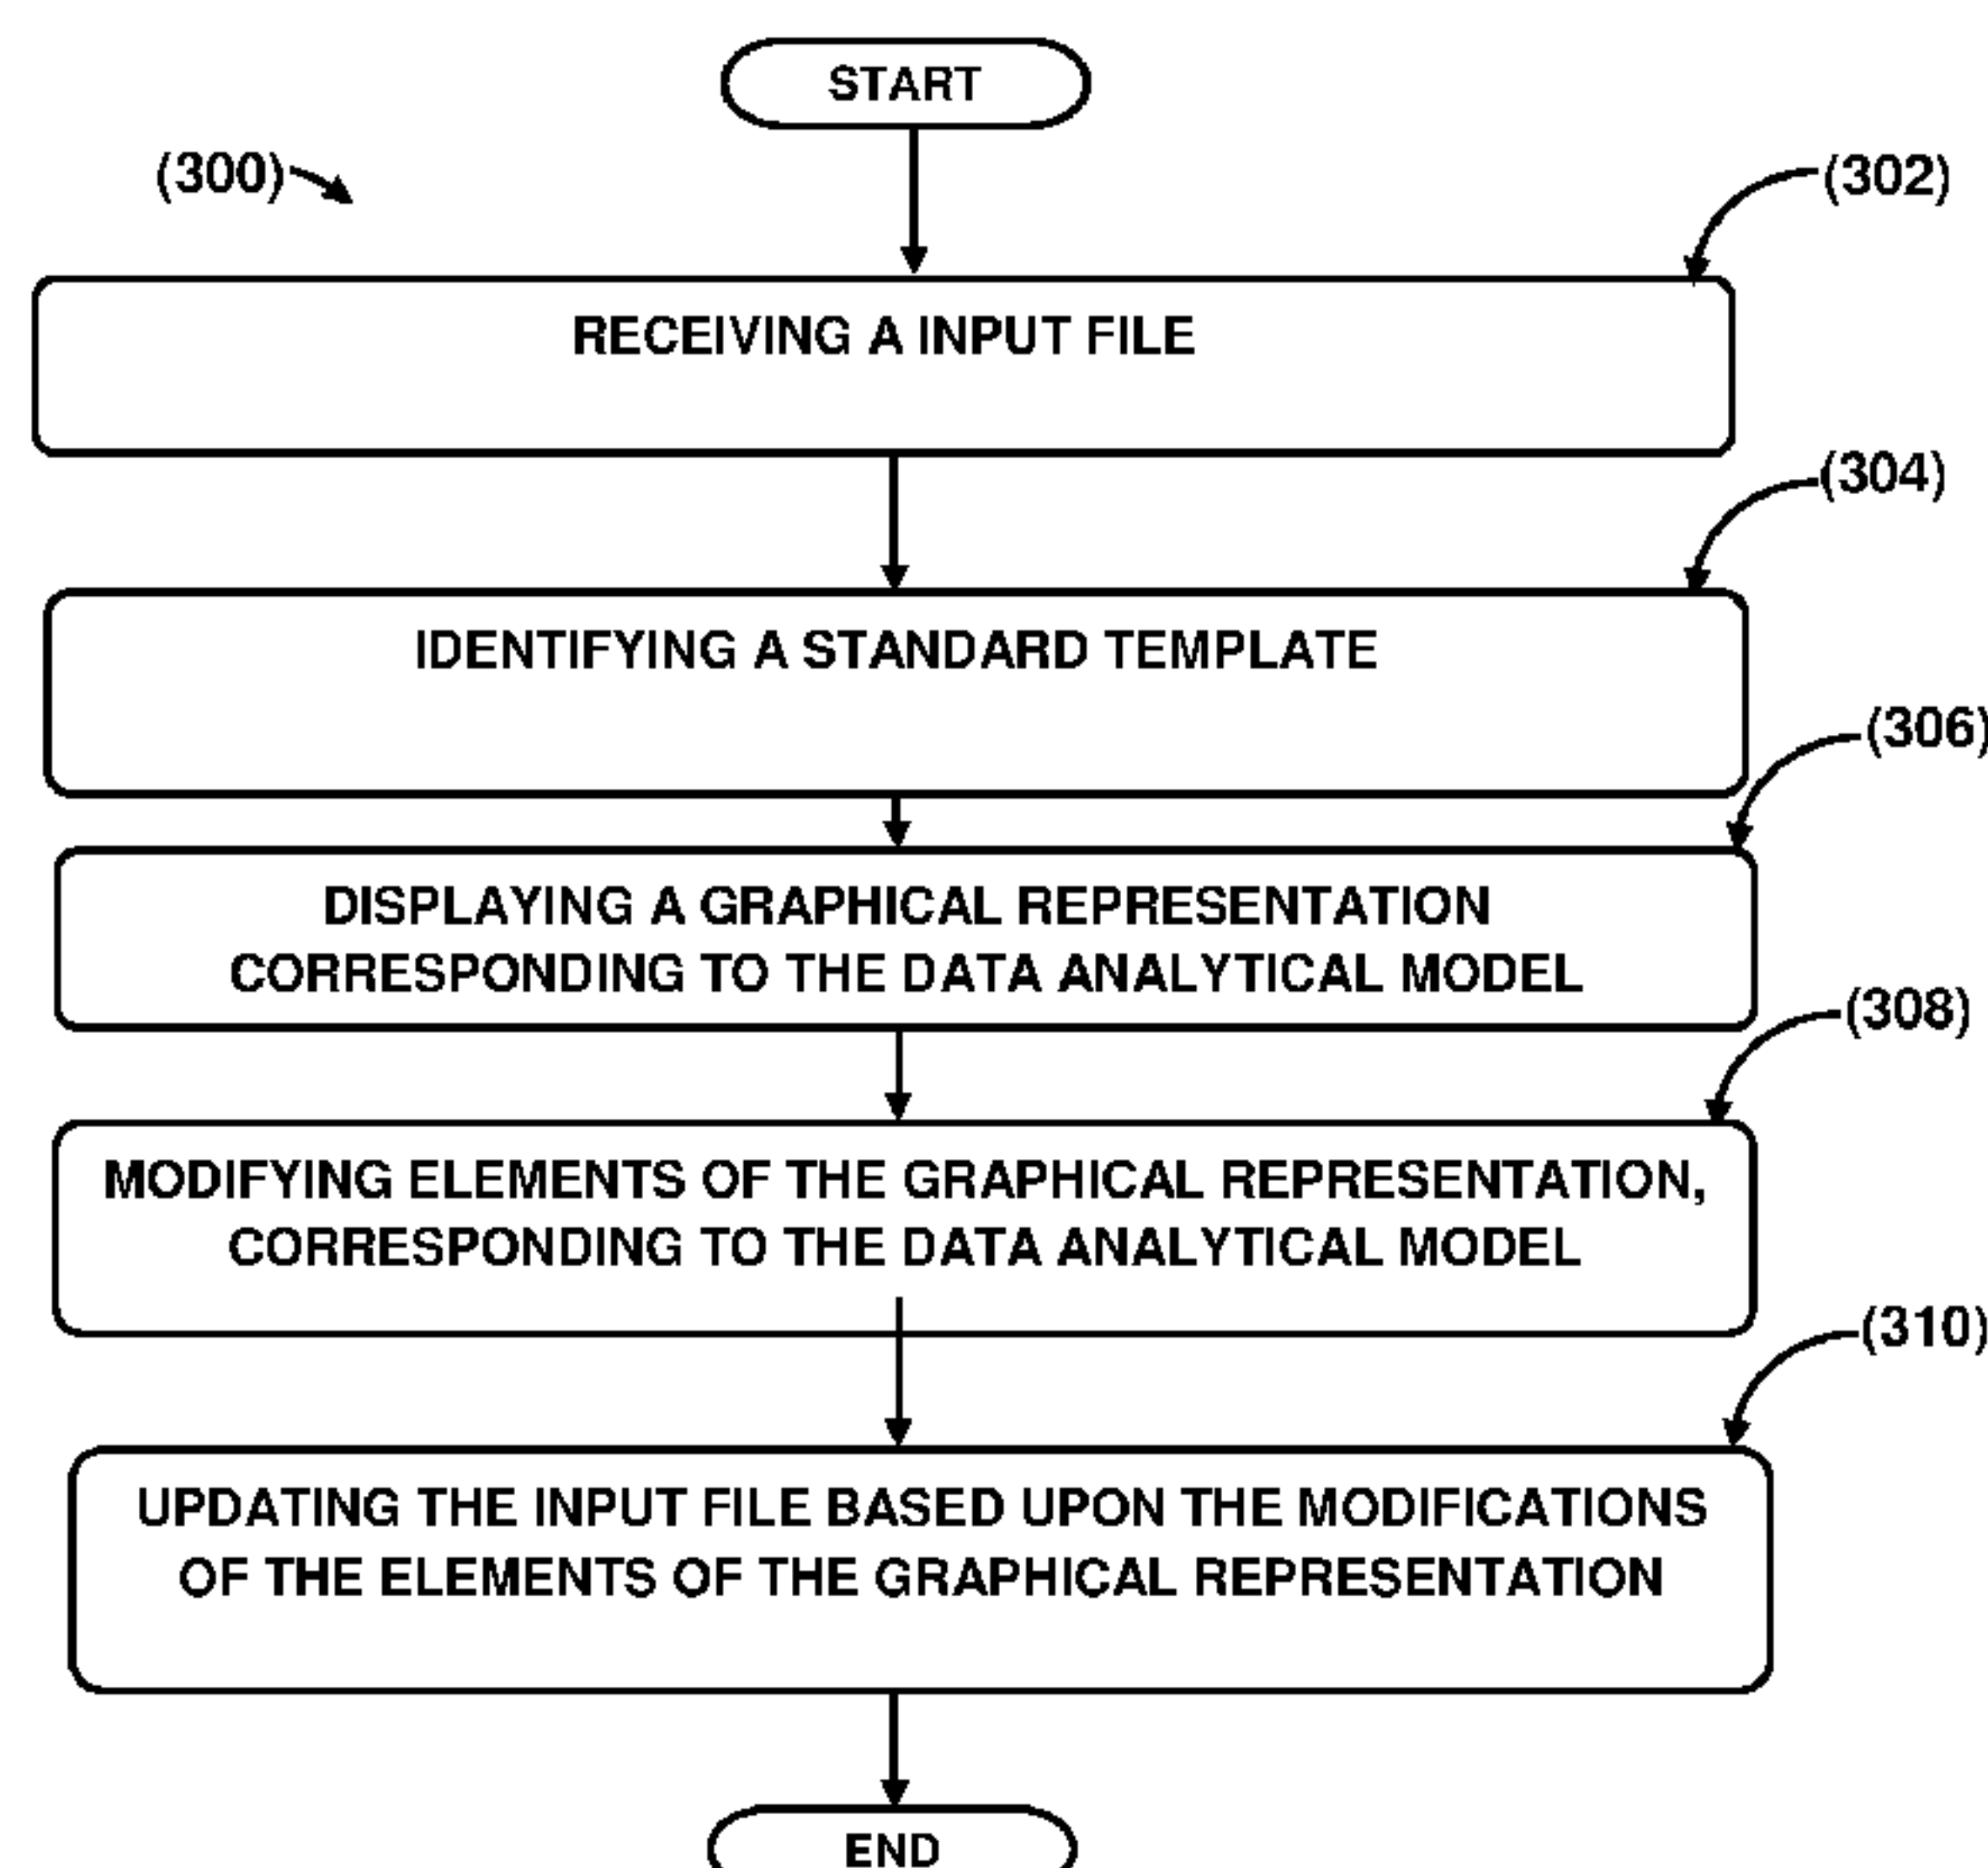 START
(300)
(302)
RECEIVING A INPUT FILE
(304)
IDENTIFYING A STANDARD TEMPLATE
(306)
DISPLAYING A GRAPHICAL REPRESENTATION
CORRESPONDING TO THE DATA ANALYTICAL MODEL
(308)
MODIFYING ELEMENTS OF THE GRAPHICAL REPRESENTATION,
CORRESPONDING TO THE DATA ANALYTICAL MODEL
(310)
UPDATING THE INPUT FILE BASED UPON THE MODIFICATIONS
OF THE ELEMENTS OF THE GRAPHICAL REPRESENTATION
END